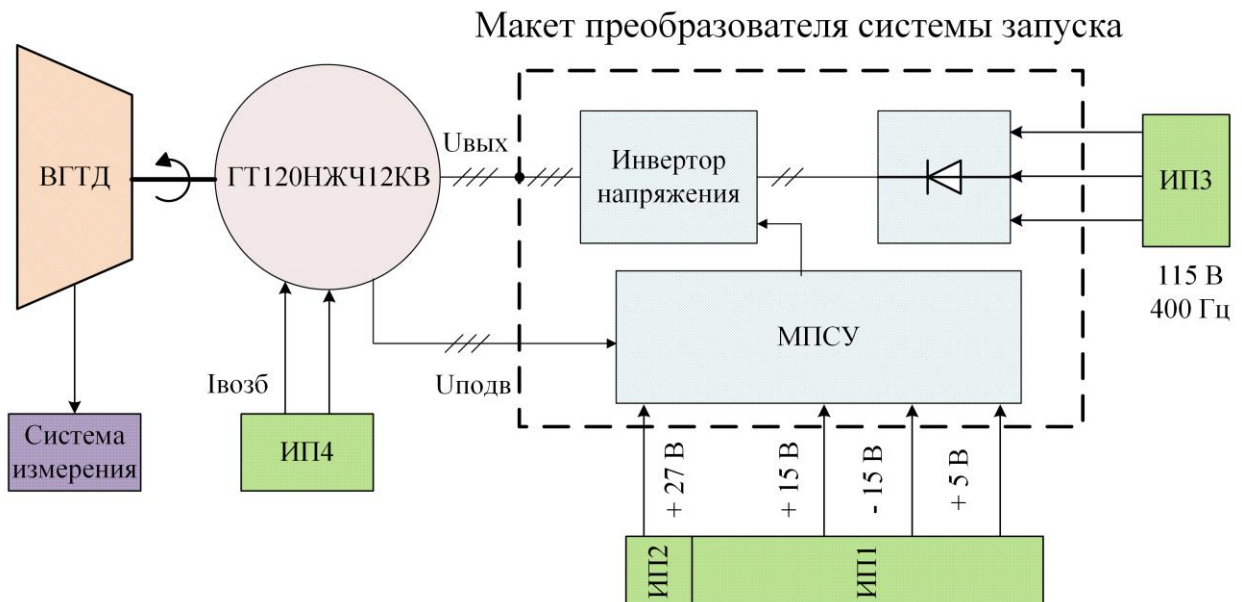 Макет преобразователя системы запуска
ВГТД
ГТ120НЖЧ12КВ
Uвых
Инвертор
напряжения
ИП3
115 В
400 Гц
МПСУ
Iвозб
Uподв
Система
измерения
ИП4
+ 27 В
+ 15 В
- 15 В
+ 5 В
ИП2
ИП1